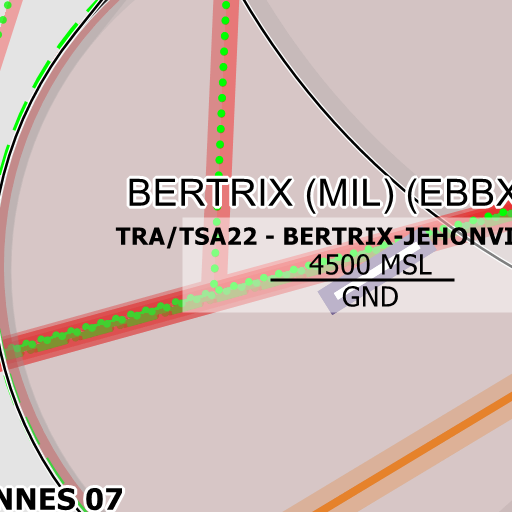 BERTRIX (MIL) (EBBX
TRA/TSA22 - BERTRIX-JEHONVI
4500 MSL
GND
NNES 07